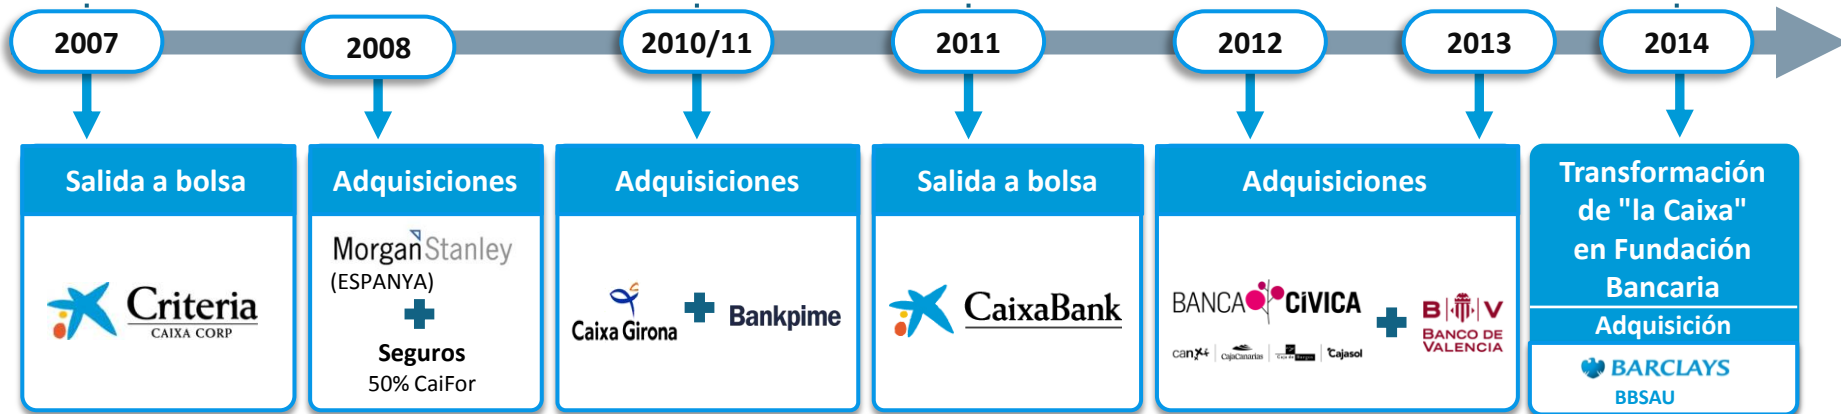 2007
2008
2010/11
2011
2012
2013
2014
Salida a bolsa
Criteria
CAIXA CORP
Adquisiciones
MorganStanley
(ESPANYA)
Seguros
50% CaiFor
Adquisiciones
Caixa Girona
Bankpime
Salida a bolsa
CaixaBank
Adquisiciones
BANCA CÍVICA
CajaCanarias
Cajasol
B V
BANCO DE
VALENCIA
Transformación
de "la Caixa"
en Fundación
Bancaria
Adquisición
BARCLAYS
BBSAU